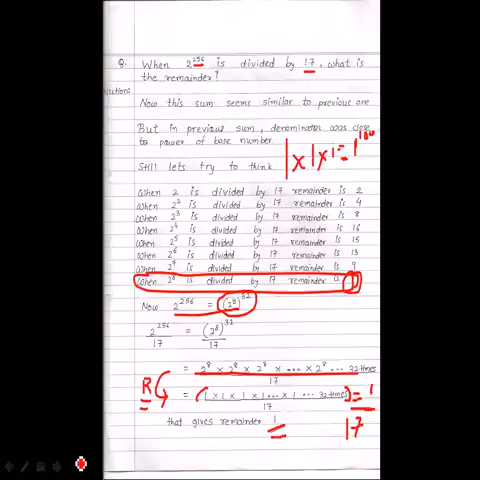 Q. When 2^256 is divided by 17, what is
the remainder?
ution:
Now this sum seems similar to previous one
But in previous sum, denominator was close
to power of base number
1 x 1 x 1 = 1^100
Still lets try to think
When 2 is divided by 17 remainder is 2
When 2^2 is divided by 17 remainder is 4
When 2^3 is divided by 17 remainder is 8
When 2^4 is divided by 17 remainder is 16
When 2^5 is divided by 17 remainder is 15
When 2^6 is divided by 17 remainder is 13
When 2^7 is divided by 17 remainder is 9
When 2^8 is divided by 17 remainder is 1
Now 2^256 = (2^8)^32
2^256 / 17 = (2^8)^32 / 17
= 2^8 x 2^8 x 2^8 x ... x 2^8 ... 32 times / 17
R
= (1 x 1 x 1 x 1 ... x 1 ... 32 times) / 17 = 1 / 17
that gives remainder 1